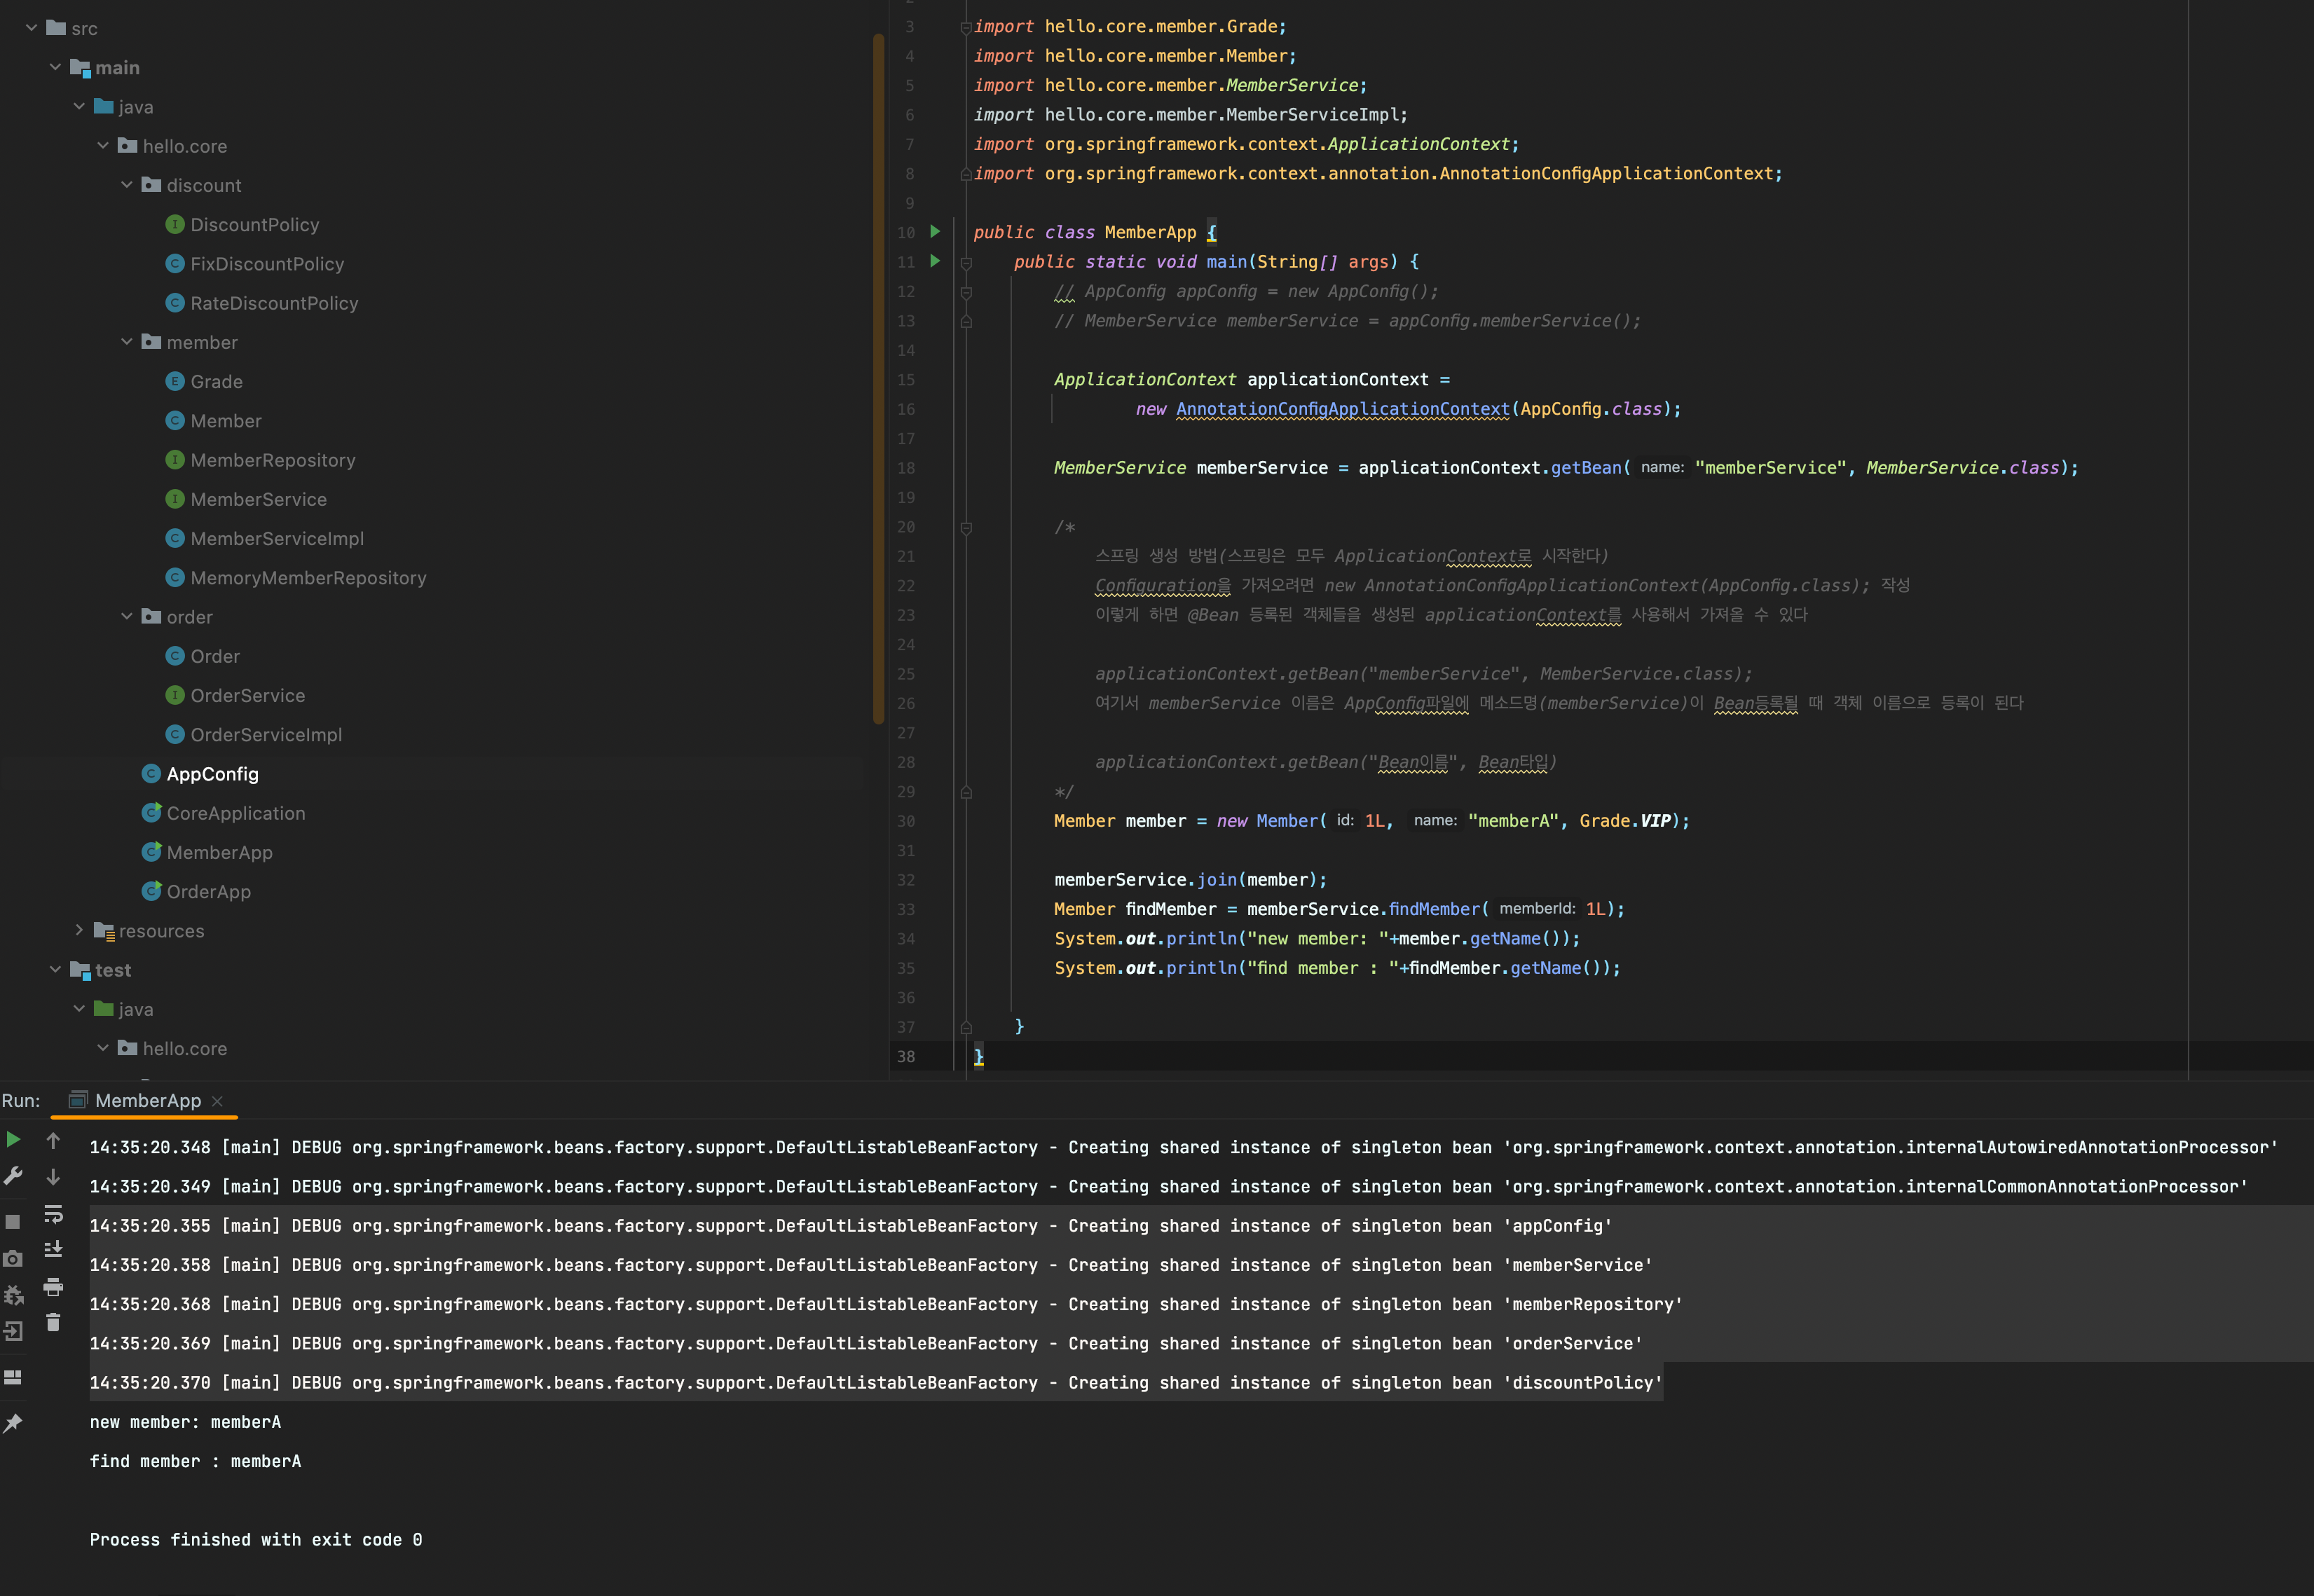 src
main
java
hello.core
discount
DiscountPolicy
FixDiscountPolicy
RateDiscountPolicy
member
Grade
Member
MemberRepository
MemberService
MemberServiceImpl
MemoryMemberRepository
order
Order
OrderService
OrderServiceImpl
AppConfig
CoreApplication
MemberApp
OrderApp
resources
test
java
hello.core
3 import hello.core.member.Grade;
4 import hello.core.member.Member;
5 import hello.core.member.MemberService;
6 import hello.core.member.MemberServiceImpl;
7 import org.springframework.context.ApplicationContext;
8 import org.springframework.context.annotation.AnnotationConfigApplicationContext;
9
10 public class MemberApp {
11 public static void main(String[] args) {
12 // AppConfig appConfig = new AppConfig();
13 // MemberService memberService = appConfig.memberService();
14
15 ApplicationContext applicationContext =
16 new AnnotationConfigApplicationContext(AppConfig.class);
17
18 MemberService memberService = applicationContext.getBean( name: "memberService", MemberService.class);
19
20 /*
21 스프링 생성 방법(스프링은 모두 ApplicationContext로 시작한다)
22 Configuration을 가져오려면 new AnnotationConfigApplicationContext(AppConfig.class); 작성
23 이렇게 하면 @Bean 등록된 객체들을 생성된 applicationContext를 사용해서 가져올 수 있다
24
25 applicationContext.getBean("memberService", MemberService.class);
26 여기서 memberService 이름은 AppConfig파일에 메소드명(memberService)이 Bean등록될 때 객체 이름으로 등록이 된다
27
28 applicationContext.getBean("Bean이름", Bean타입)
29 */
30 Member member = new Member( id: 1L, name: "memberA", Grade.VIP);
31
32 memberService.join(member);
33 Member findMember = memberService.findMember( memberId: 1L);
34 System.out.println("new member: "+member.getName());
35 System.out.println("find member : "+findMember.getName());
36
37 }
38 }
Run: MemberApp
14:35:20.348 [main] DEBUG org.springframework.beans.factory.support.DefaultListableBeanFactory - Creating shared instance of singleton bean 'org.springframework.context.annotation.internalAutowiredAnnotationProcessor'
14:35:20.349 [main] DEBUG org.springframework.beans.factory.support.DefaultListableBeanFactory - Creating shared instance of singleton bean 'org.springframework.context.annotation.internalCommonAnnotationProcessor'
14:35:20.355 [main] DEBUG org.springframework.beans.factory.support.DefaultListableBeanFactory - Creating shared instance of singleton bean 'appConfig'
14:35:20.358 [main] DEBUG org.springframework.beans.factory.support.DefaultListableBeanFactory - Creating shared instance of singleton bean 'memberService'
14:35:20.368 [main] DEBUG org.springframework.beans.factory.support.DefaultListableBeanFactory - Creating shared instance of singleton bean 'memberRepository'
14:35:20.369 [main] DEBUG org.springframework.beans.factory.support.DefaultListableBeanFactory - Creating shared instance of singleton bean 'orderService'
14:35:20.370 [main] DEBUG org.springframework.beans.factory.support.DefaultListableBeanFactory - Creating shared instance of singleton bean 'discountPolicy'
new member: memberA
find member : memberA
Process finished with exit code 0